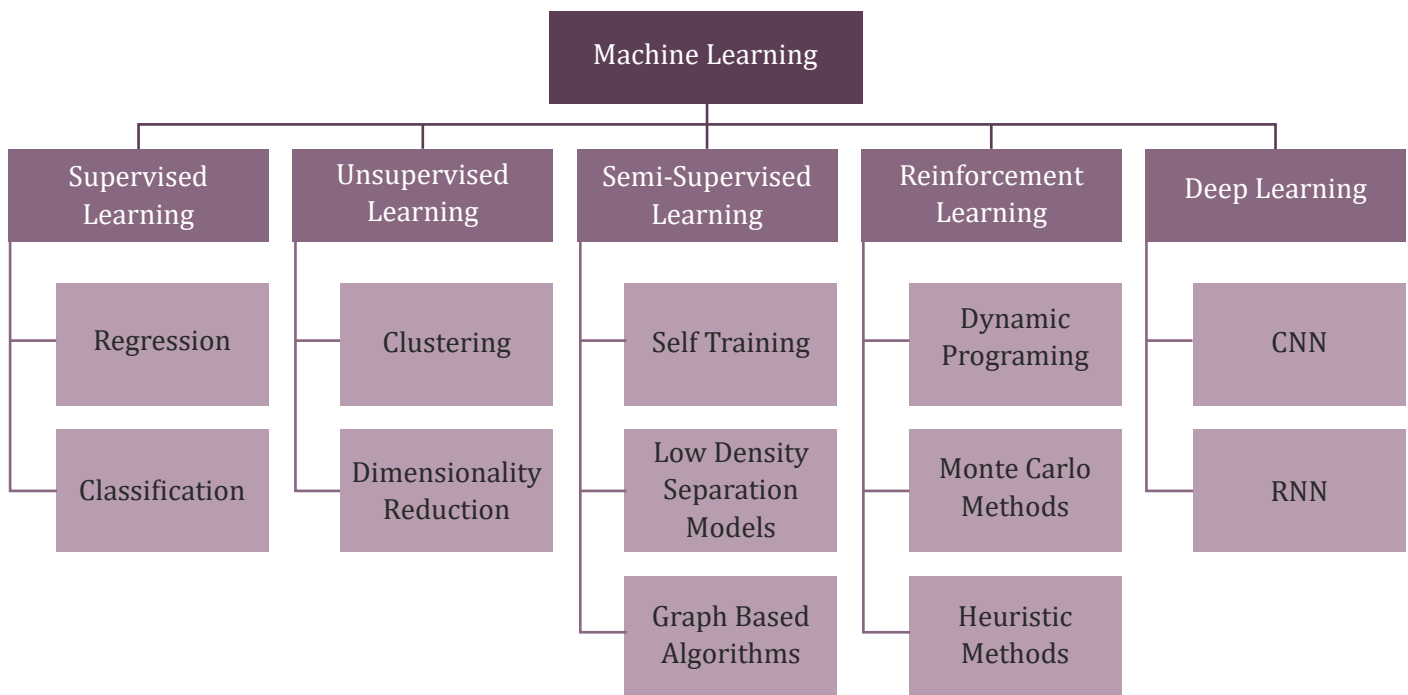 Machine Learning
Supervised
Learning
Unsupervised
Learning
Semi-Supervised
Learning
Reinforcement
Learning
Deep Learning
Regression
Classification
Clustering
Dimensionality
Reduction
Self Training
Low Density
Separation
Models
Graph Based
Algorithms
Dynamic
Programing
Monte Carlo
Methods
Heuristic
Methods
CNN
RNN